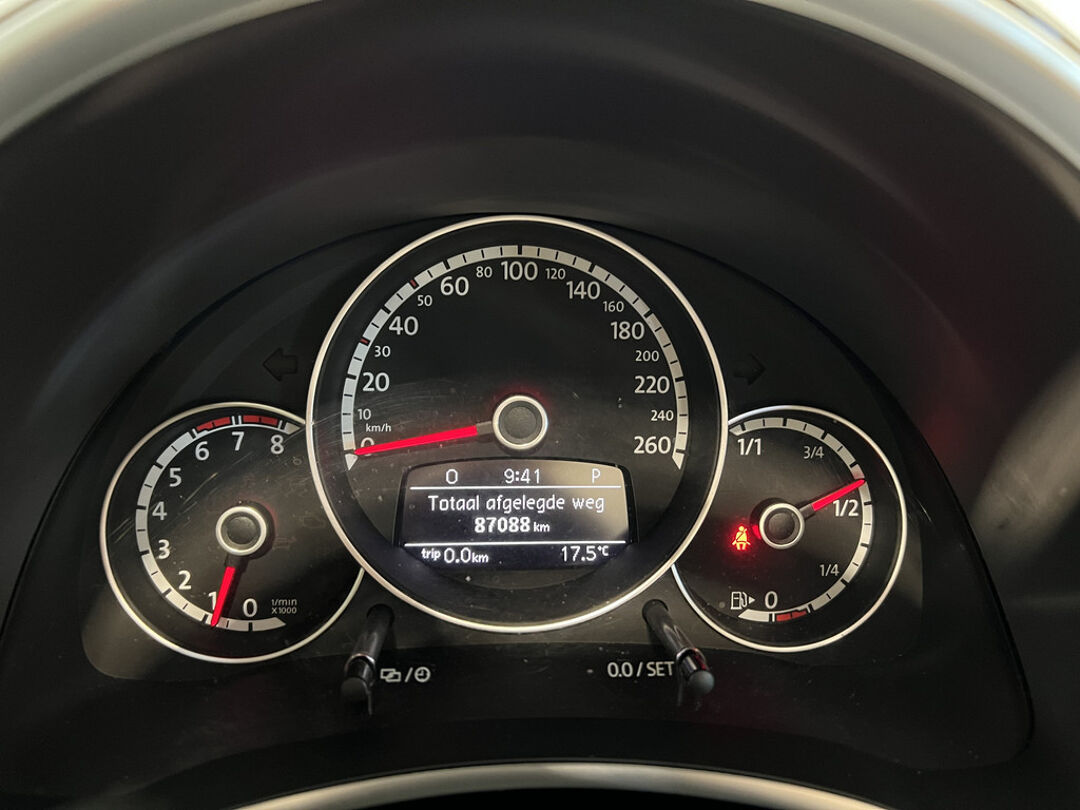 80 100 120
60 140
50 160
40 180
30 200
20 220
10 240
km/h
0 260
6 7 8
5
4
3
2
1 0 1/min
X1000
O 9:41 P
Totaal afgelegde weg
87088 km
trip 0.0 km 17.5°C
1/1 3/4
1/2
1/4
0
0.0 / SET
/